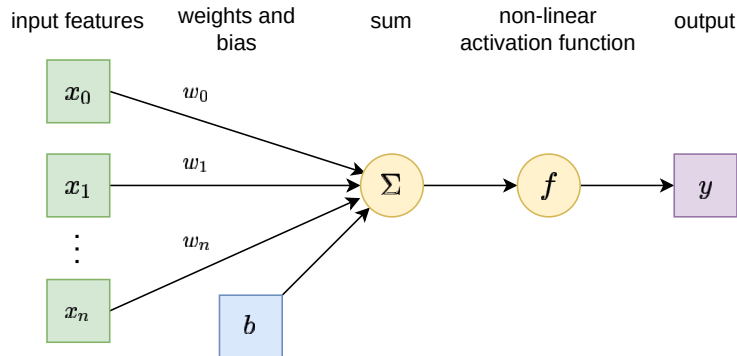 input features
weights and
bias
sum
non-linear
activation function
output
x₀
w₀
x₁
w₁
Σ
f
y
⋮
wₙ
xₙ
b